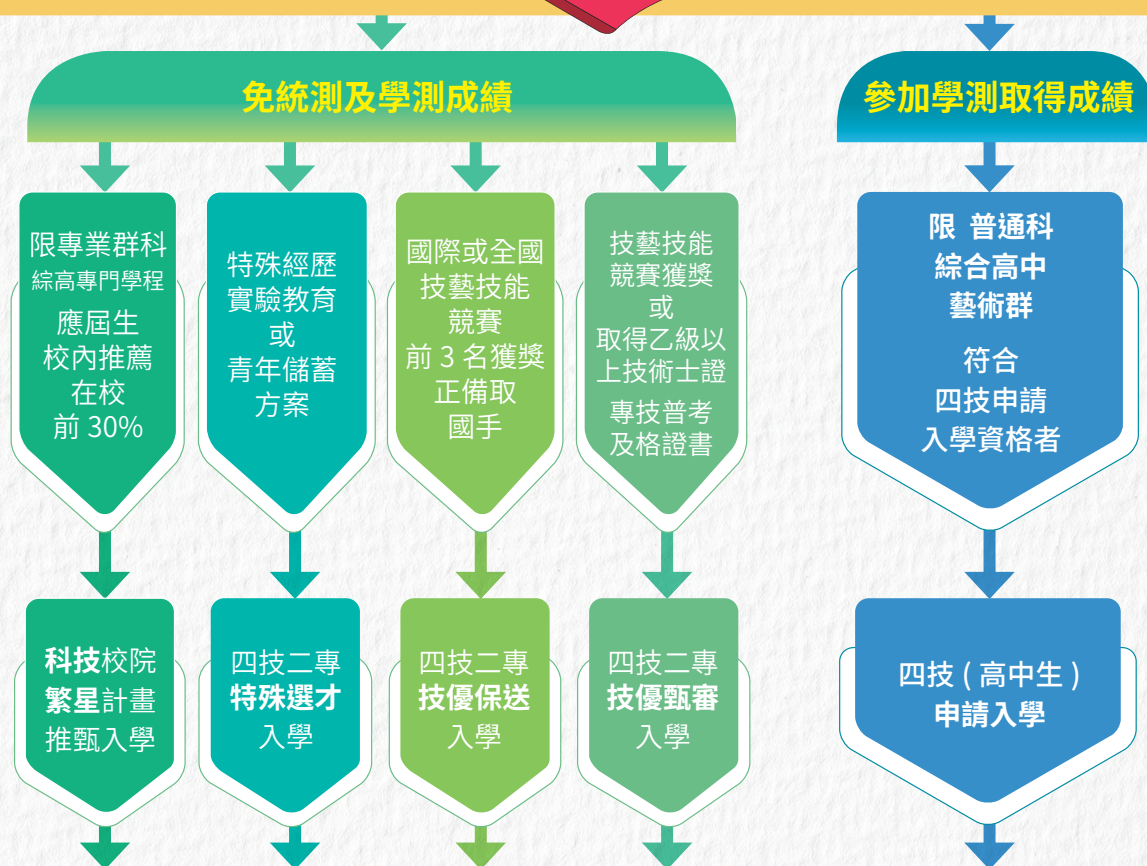 免統測及學測成績
參加學測取得成績
限專業群科
綜高專門學程
應屆生
校內推薦
在校
前 30%
特殊經歷
實驗教育
或
青年儲蓄
方案
國際或全國
技藝技能
競賽
前 3 名獲獎
正備取
國手
技藝技能
競賽獲獎
或
取得乙級以
上技術士證
專技普考
及格證書
限 普通科
綜合高中
藝術群
符合
四技申請
入學資格者
科技校院
繁星計畫
推甄入學
四技二專
特殊選才
入學
四技二專
技優保送
入學
四技二專
技優甄審
入學
四技 ( 高中生 )
申請入學